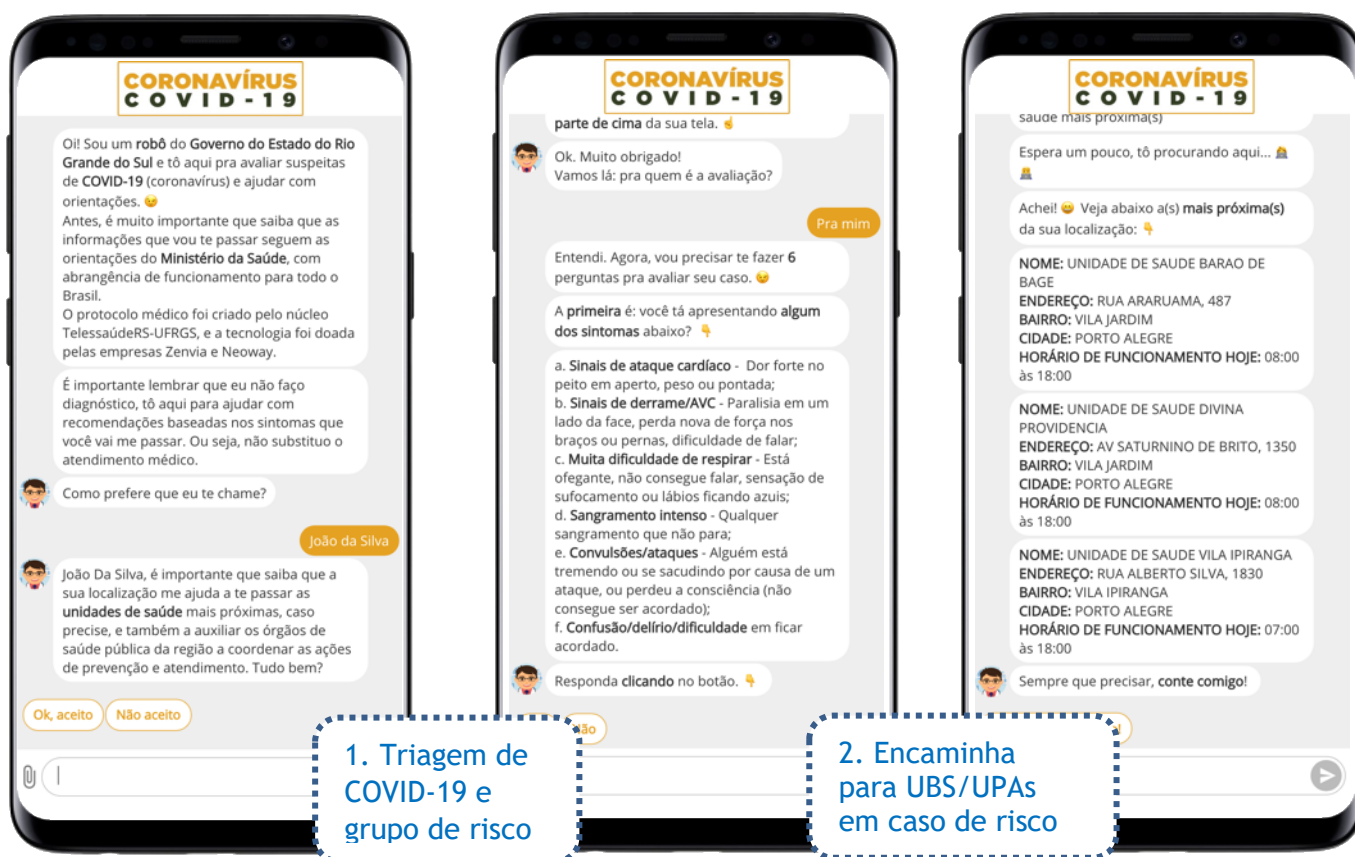 CORONAVÍRUS
COVID-19
Oi! Sou um robô do Governo do Estado do Rio
Grande do Sul e tô aqui pra avaliar suspeitas
de COVID-19 (coronavírus) e ajudar com
orientações. 😉
Antes, é muito importante que saiba que as
informações que vou te passar seguem as
orientações do Ministério da Saúde, com
abrangência de funcionamento para todo o
Brasil.
O protocolo médico foi criado pelo núcleo
TelessaúdeRS-UFRGS, e a tecnologia foi doada
pelas empresas Zenvia e Neoway.
É importante lembrar que eu não faço
diagnóstico, tô aqui para ajudar com
recomendações baseadas nos sintomas que
você vai me passar. Ou seja, não substituo o
atendimento médico.
Como prefere que eu te chame?
João da Silva
João Da Silva, é importante que saiba que a
sua localização me ajuda a te passar as
unidades de saúde mais próximas, caso
precise, e também a auxiliar os órgãos de
saúde pública da região a coordenar as ações
de prevenção e atendimento. Tudo bem?
Ok, aceito Não aceito
1. Triagem de
COVID-19 e
grupo de risco
CORONAVÍRUS
COVID-19
parte de cima da sua tela. ☝
Ok. Muito obrigado!
Vamos lá: pra quem é a avaliação?
Pra mim
Entendi. Agora, vou precisar te fazer 6
perguntas pra avaliar seu caso. 😉
A primeira é: você tá apresentando algum
dos sintomas abaixo? 👇
a. Sinais de ataque cardíaco - Dor forte no
peito em aperto, peso ou pontada;
b. Sinais de derrame/AVC - Paralisia em um
lado da face, perda nova de força nos
braços ou pernas, dificuldade de falar;
c. Muita dificuldade de respirar - Está
ofegante, não consegue falar, sensação de
sufocamento ou lábios ficando azuis;
d. Sangramento intenso - Qualquer
sangramento que não para;
e. Convulsões/ataques - Alguém está
tremendo ou se sacudindo por causa de um
ataque, ou perdeu a consciência (não
consegue ser acordado);
f. Confusão/delírio/dificuldade em ficar
acordado.
Responda clicando no botão. 👇
2. Encaminha
para UBS/UPAs
em caso de risco
CORONAVÍRUS
COVID-19
saúde mais próxima(s)
Espera um pouco, tô procurando aqui...
Achei! 😀 Veja abaixo a(s) mais próxima(s)
da sua localização: 👇
NOME: UNIDADE DE SAUDE BARAO DE
BAGE
ENDEREÇO: RUA ARARUAMA, 487
BAIRRO: VILA JARDIM
CIDADE: PORTO ALEGRE
HORÁRIO DE FUNCIONAMENTO HOJE: 08:00
às 18:00
NOME: UNIDADE DE SAUDE DIVINA
PROVIDENCIA
ENDEREÇO: AV SATURNINO DE BRITO, 1350
BAIRRO: VILA JARDIM
CIDADE: PORTO ALEGRE
HORÁRIO DE FUNCIONAMENTO HOJE: 08:00
às 18:00
NOME: UNIDADE DE SAUDE VILA IPIRANGA
ENDEREÇO: RUA ALBERTO SILVA, 1830
BAIRRO: VILA IPIRANGA
CIDADE: PORTO ALEGRE
HORÁRIO DE FUNCIONAMENTO HOJE: 07:00
às 18:00
Sempre que precisar, conte comigo!